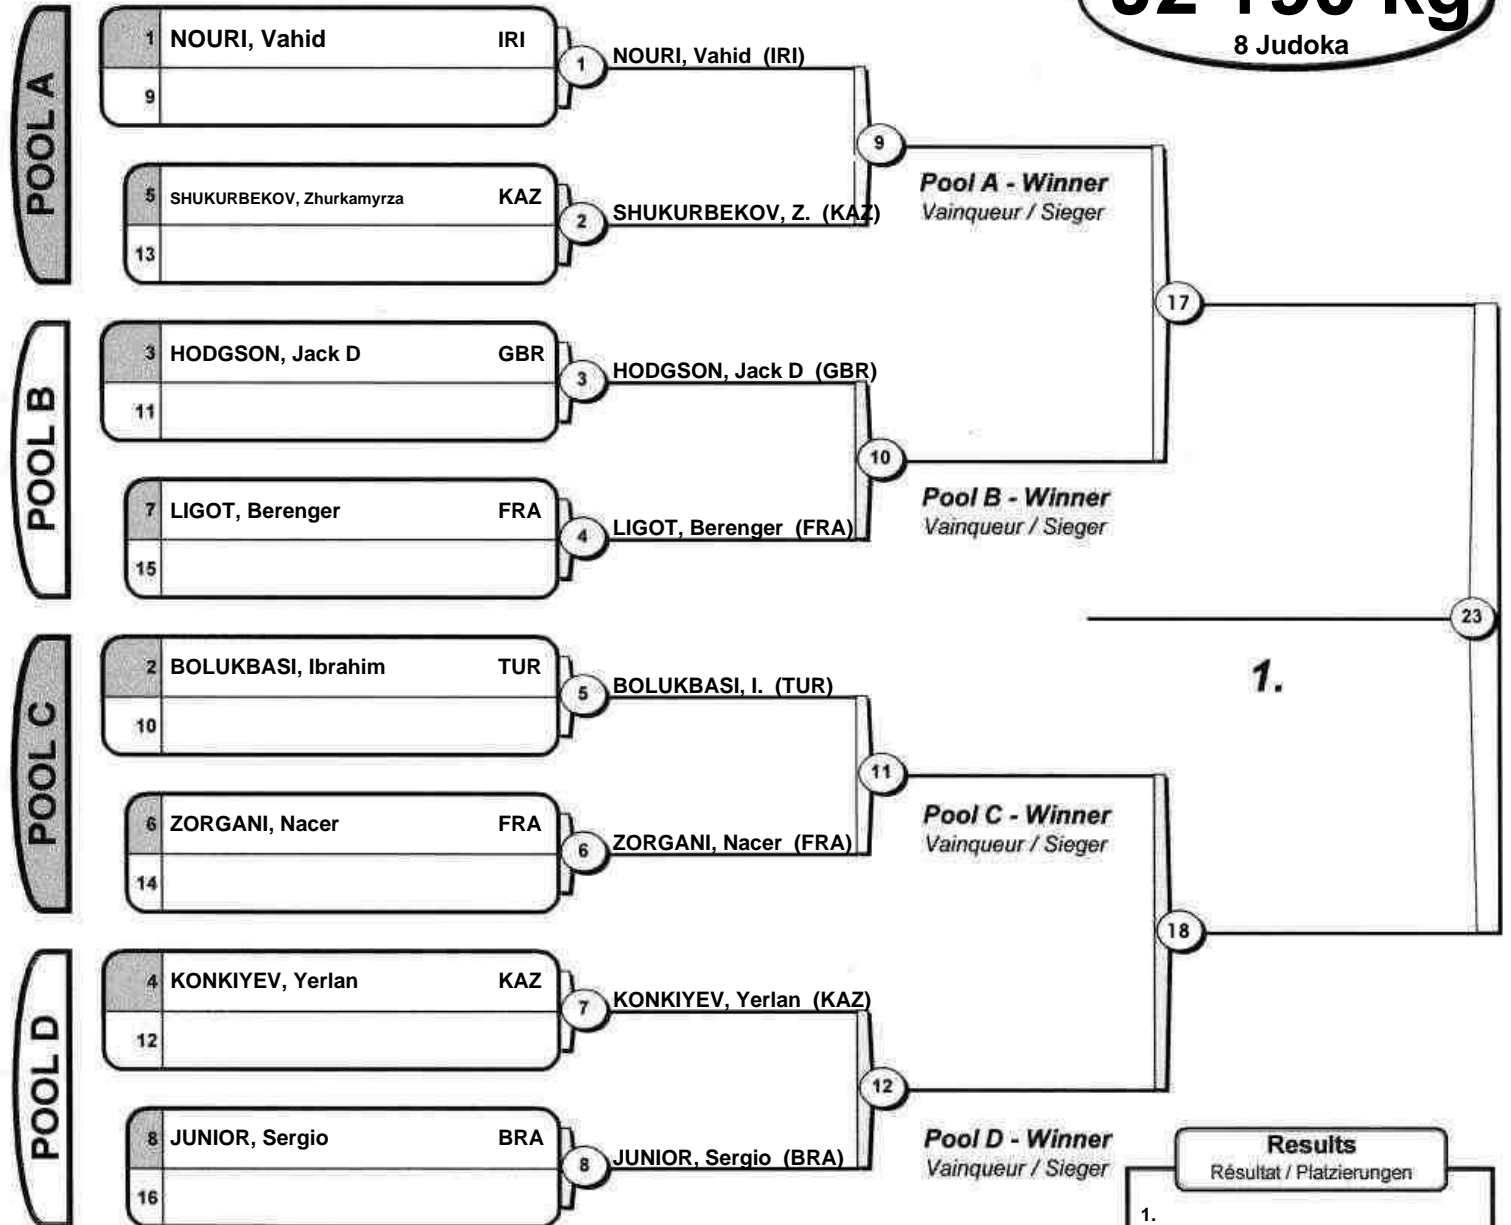 8 Judoka
POOL A
1 NOURI, Vahid IRI
9
1 NOURI, Vahid (IRI)
5 SHUKURBEKOV, Zhurkamyrza KAZ
13
2 SHUKURBEKOV, Z. (KAZ)
9
Pool A - Winner
Vainqueur / Sieger
17
POOL B
3 HODGSON, Jack D GBR
11
3 HODGSON, Jack D (GBR)
7 LIGOT, Berenger FRA
15
4 LIGOT, Berenger (FRA)
10
Pool B - Winner
Vainqueur / Sieger
23
1.
POOL C
2 BOLUKBASI, Ibrahim TUR
10
5 BOLUKBASI, I. (TUR)
6 ZORGANI, Nacer FRA
14
6 ZORGANI, Nacer (FRA)
11
Pool C - Winner
Vainqueur / Sieger
18
POOL D
4 KONKIYEV, Yerlan KAZ
12
7 KONKIYEV, Yerlan (KAZ)
8 JUNIOR, Sergio BRA
16
8 JUNIOR, Sergio (BRA)
12
Pool D - Winner
Vainqueur / Sieger
Results
Résultat / Platzierungen
1.